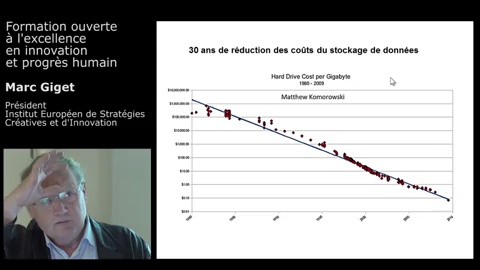 Formation ouverte
à l'excellence
en innovation
et progrès humain
Marc Giget
Président
Institut Européen de Stratégies
Créatives et d'Innovation
30 ans de réduction des coûts du stockage de données
Hard Drive Cost per Gigabyte
1980 - 2009
Matthew Komorowski
$10,000,000.00
$1,000,000.00
$100,000.00
$10,000.00
$1,000.00
$100.00
$10.00
$1.00
$0.10
$0.01